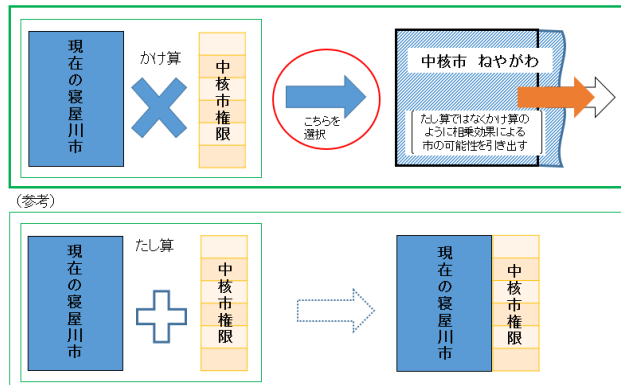 現在の寝屋川市
かけ算
中核市権限
こちらを
選択
中核市 ねやがわ
たし算ではなくかけ算の
ように相乗効果による
市の可能性を引き出す
(参考)
現在の寝屋川市
たし算
中核市権限
現在の寝屋川市
中核市権限